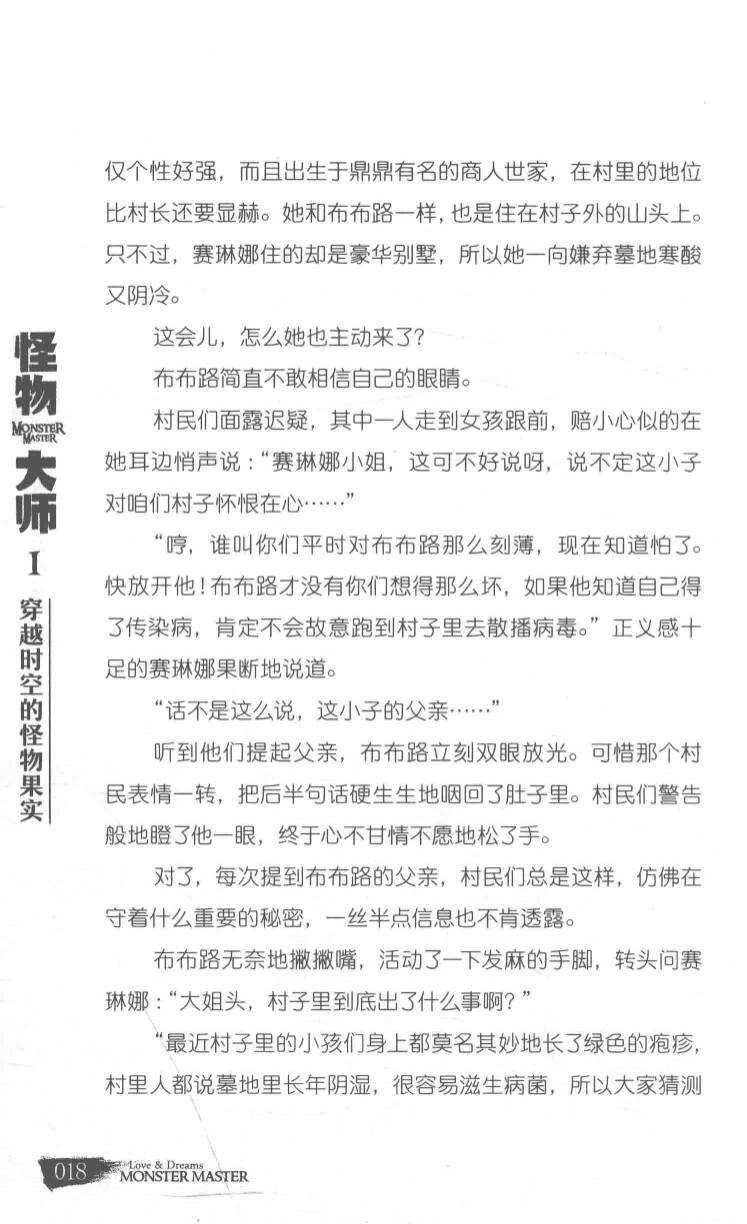 仅个性好强，而且出生于鼎鼎有名的商人世家，在村里的地位
比村长还要显赫。她和布布路一样，也是住在村子外的山头上。
只不过，赛琳娜住的却是豪华别墅，所以她一向嫌弃墓地寒酸
又阴冷。
这会儿，怎么她也主动来了？
布布路简直不敢相信自己的眼睛。
村民们面露迟疑，其中一人走到女孩跟前，赔小心似的在
她耳边悄声说：“赛琳娜小姐，这可不好说呀，说不定这小子
对咱们村子怀恨在心……”
“哼，谁叫你们平时对布布路那么刻薄，现在知道怕了。
快放开他！布布路才没有你们想得那么坏，如果他知道自己得
了传染病，肯定不会故意跑到村子里去散播病毒。”正义感十
足的赛琳娜果断地说道。
“话不是这么说，这小子的父亲……”
听到他们提起父亲，布布路立刻双眼放光。可惜那个村
民表情一转，把后半句话硬生生地咽回了肚子里。村民们警告
般地瞪了他一眼，终于心不甘情不愿地松了手。
对了，每次提到布布路的父亲，村民们总是这样，仿佛在
守着什么重要的秘密，一丝半点信息也不肯透露。
布布路无奈地撇撇嘴，活动了一下发麻的手脚，转头问赛
琳娜：“大姐头，村子里到底出了什么事啊？”
“最近村子里的小孩们身上都莫名其妙地长了绿色的疱疹，
村里人都说墓地里长年阴湿，很容易滋生病菌，所以大家猜测
怪物
MONSTER
MASTER
大师
I
穿越时空的怪物果实
018
Love & Dreams
MONSTER MASTER